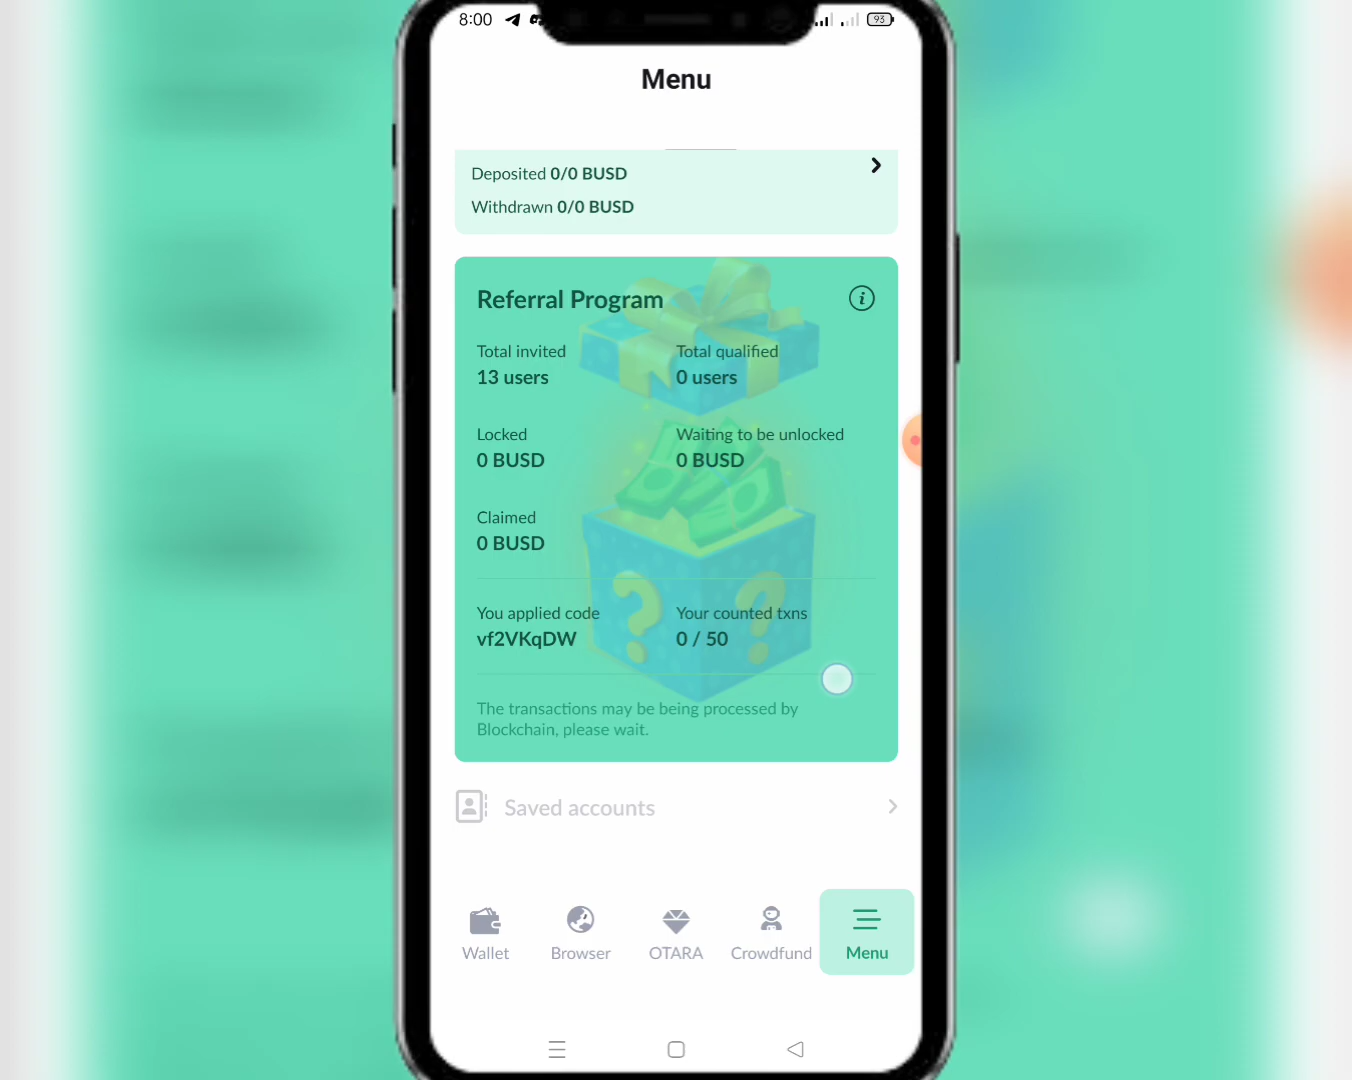 8:00
93
Menu
Deposited 0/0 BUSD
Withdrawn 0/0 BUSD
Referral Program
i
Total invited
Total qualified
13 users
0 users
Locked
Waiting to be unlocked
0 BUSD
0 BUSD
Claimed
0 BUSD
You applied code
Your counted txns
vf2VKqDW
0 / 50
The transactions may be being processed by
Blockchain, please wait.
Saved accounts
Wallet
Browser
OTARA
Crowdfund
Menu